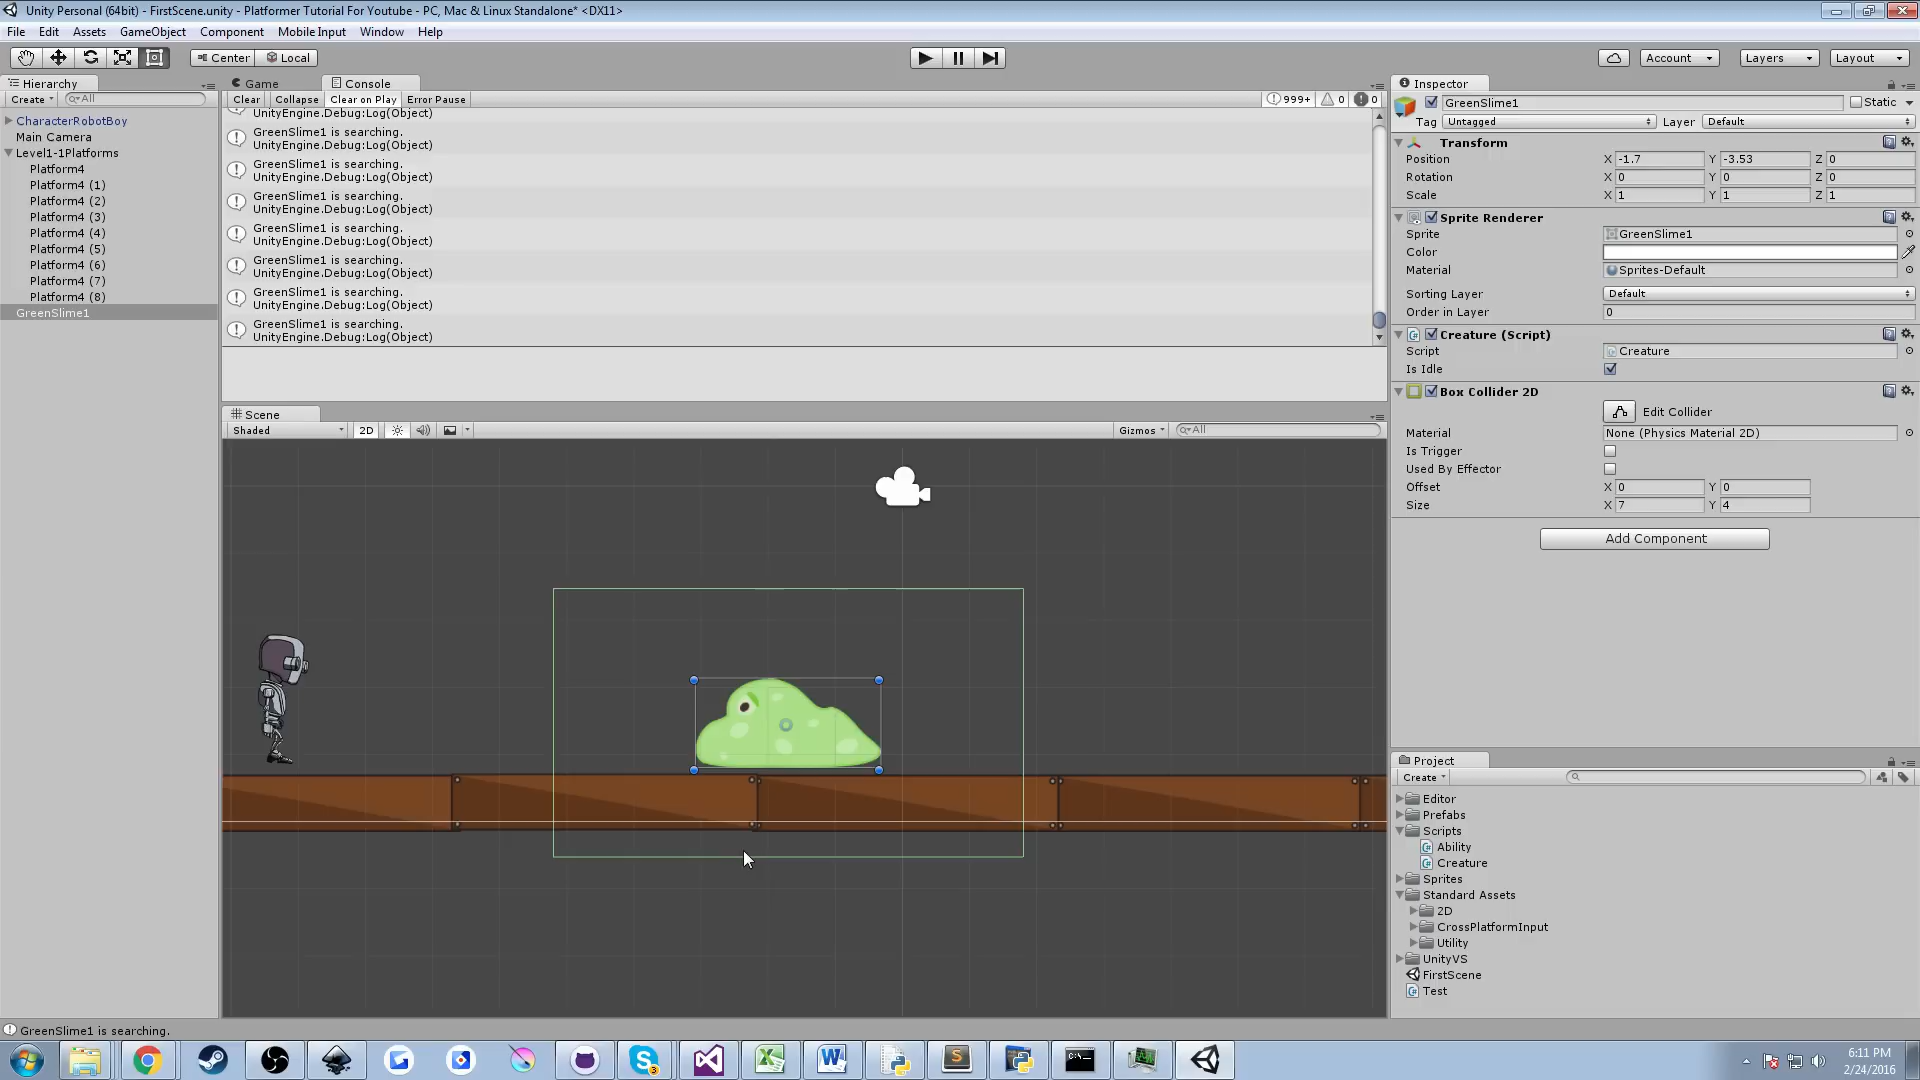 Unity Personal (64bit) - FirstScene.unity - Platformer Tutorial For Youtube - PC, Mac & Linux Standalone* <DX11>
File Edit Assets GameObject Component Mobile Input Window Help
Center Local Account Layers Layout
Hierarchy
Create All
CharacterRobotBoy
Main Camera
Level1-1Platforms
Platform4
Platform4 (1)
Platform4 (2)
Platform4 (3)
Platform4 (4)
Platform4 (5)
Platform4 (6)
Platform4 (7)
Platform4 (8)
GreenSlime1
Game Console
Clear Collapse Clear on Play Error Pause 999+ 0 0
UnityEngine.Debug:Log(Object)
GreenSlime1 is searching.
UnityEngine.Debug:Log(Object)
GreenSlime1 is searching.
UnityEngine.Debug:Log(Object)
GreenSlime1 is searching.
UnityEngine.Debug:Log(Object)
GreenSlime1 is searching.
UnityEngine.Debug:Log(Object)
GreenSlime1 is searching.
UnityEngine.Debug:Log(Object)
GreenSlime1 is searching.
UnityEngine.Debug:Log(Object)
GreenSlime1 is searching.
UnityEngine.Debug:Log(Object)
Scene
Shaded 2D Gizmos All
Inspector
GreenSlime1 Static
Tag Untagged Layer Default
Transform
Position X -1.7 Y -3.53 Z 0
Rotation X 0 Y 0 Z 0
Scale X 1 Y 1 Z 1
Sprite Renderer
Sprite GreenSlime1
Color
Material Sprites-Default
Sorting Layer Default
Order in Layer 0
Creature (Script)
Script Creature
Is Idle
Box Collider 2D
Edit Collider
Material None (Physics Material 2D)
Is Trigger
Used By Effector
Offset X 0 Y 0
Size X 7 Y 4
Add Component
Project
Create
Editor
Prefabs
Scripts
Ability
Creature
Sprites
Standard Assets
2D
CrossPlatformInput
Utility
UnityVS
FirstScene
Test
GreenSlime1 is searching.
6:11 PM
2/24/2016